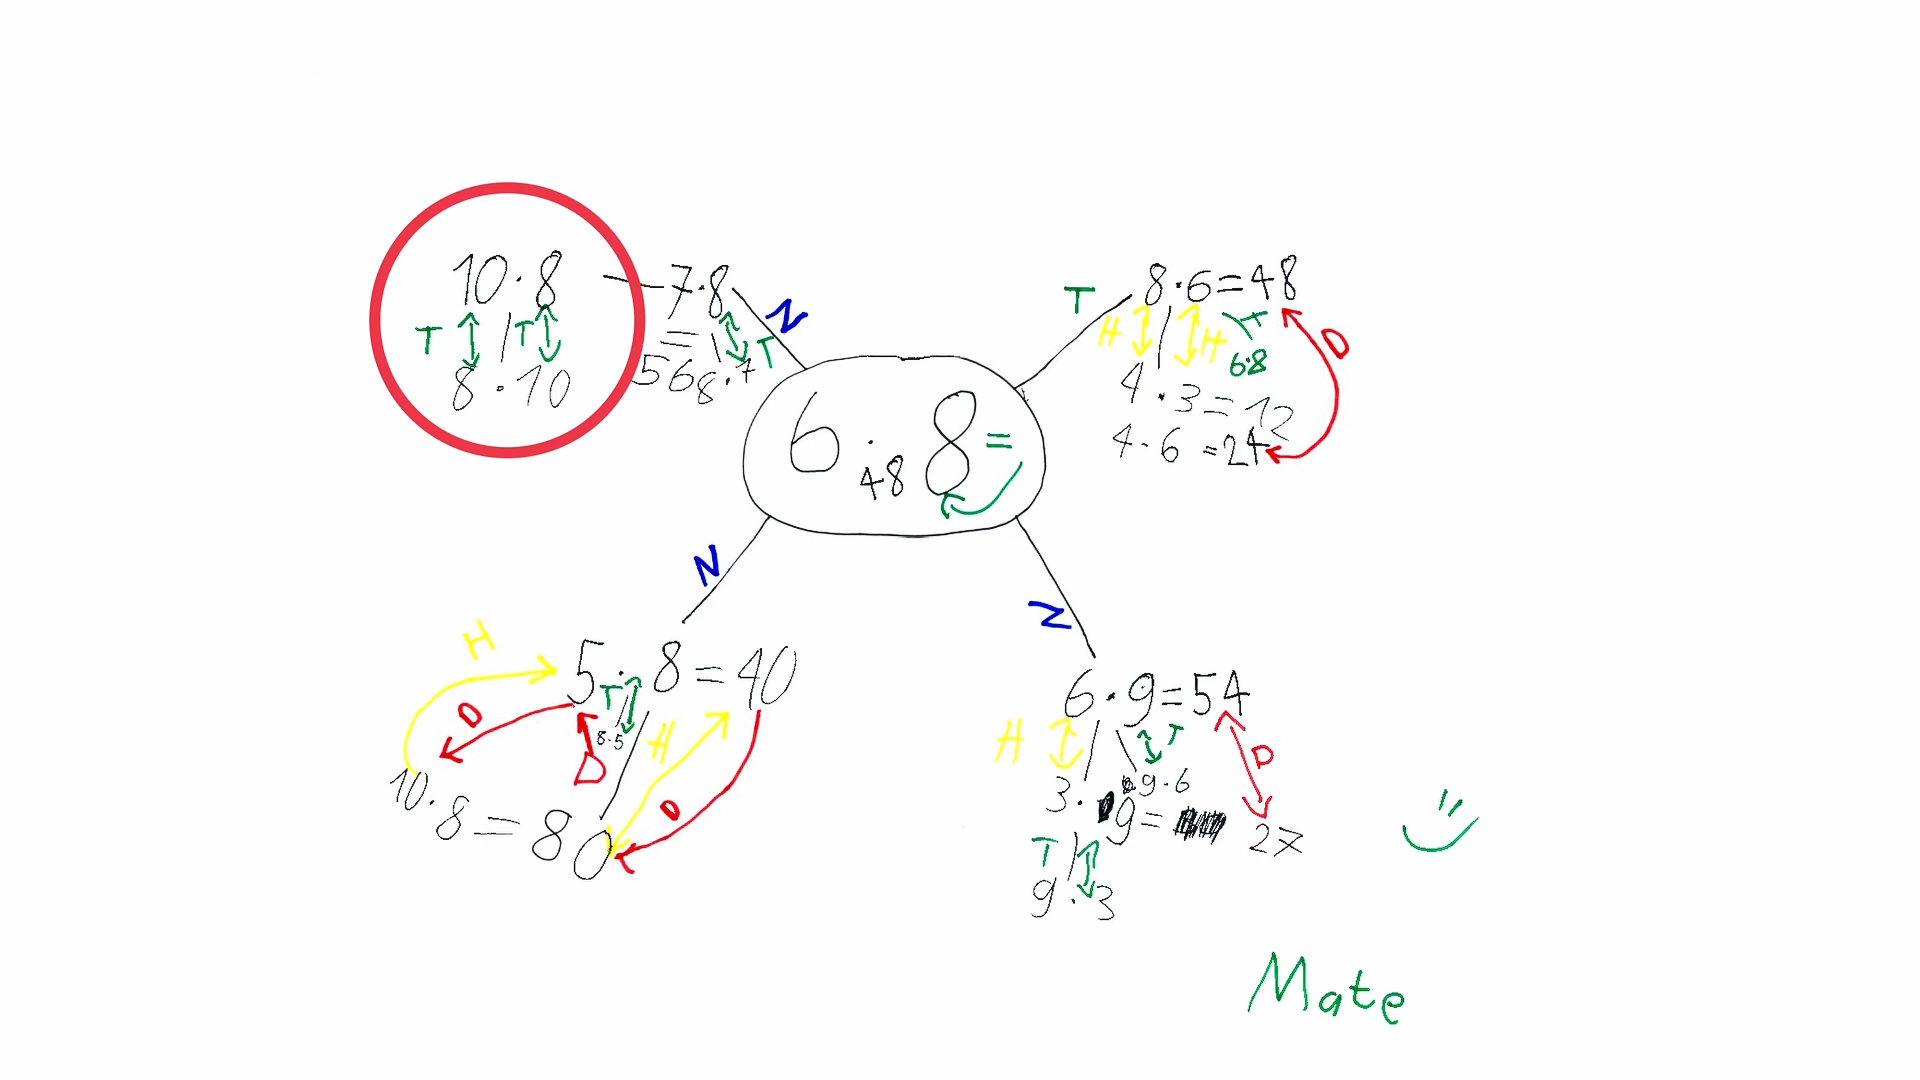 10·8
T T
8·10
7·8
=
56
T
8·7
N
T
8·6=48
H H T
6·8
D
4·3=12
4·6=24
6·8=
48
N
N
H
5·8=40
D
T
8·5
H
D
D
10·8=80
6·9=54
H
T
D
9·6
3·9= 27
T
9·3
Mate